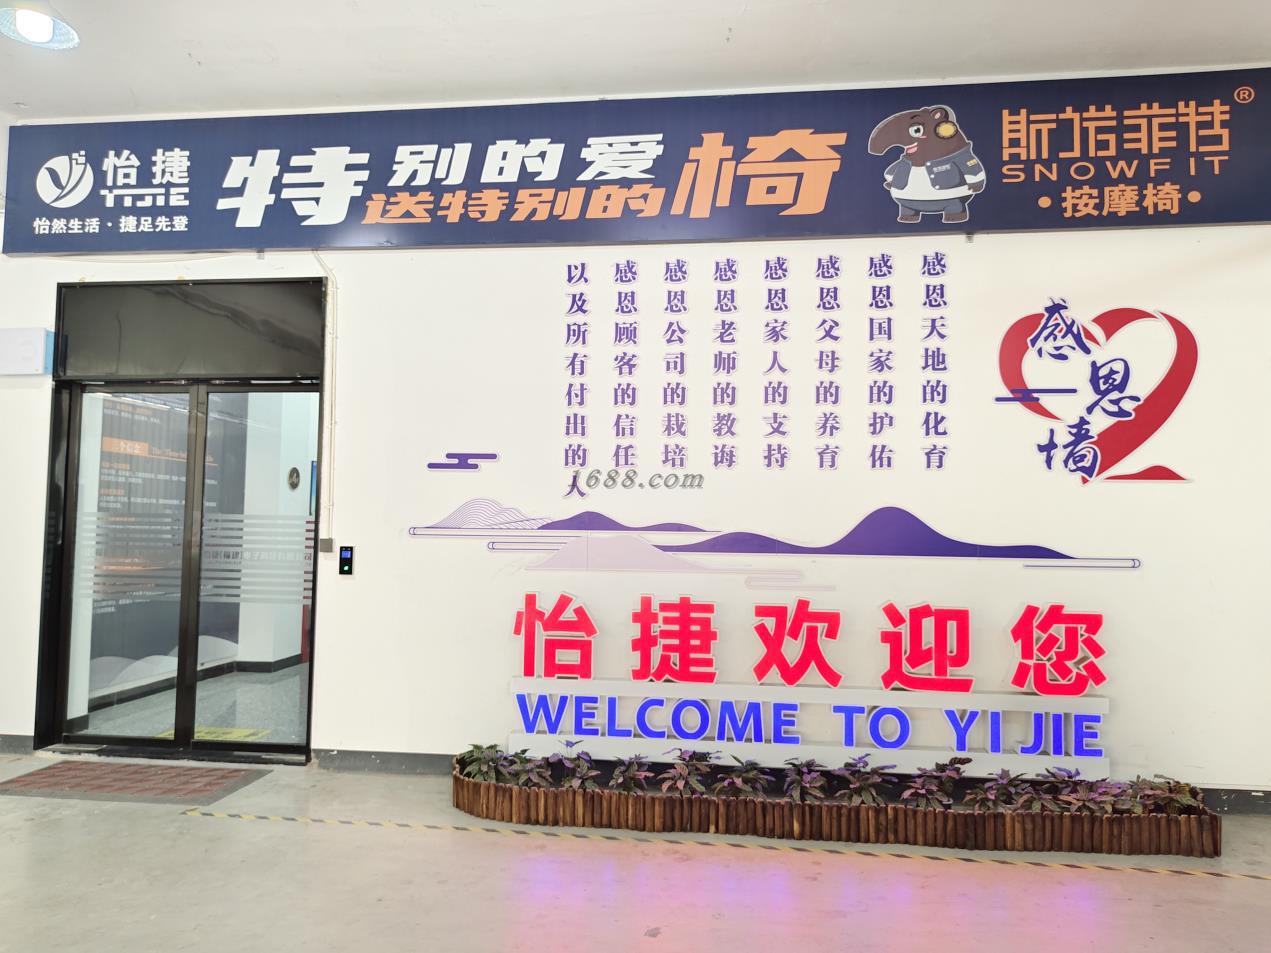 怡捷
YIJIE
怡然生活·捷足先登
特别的爱
送特别的椅
斯诺菲特®
SNOWFIT
·按摩椅·
感恩天地的化育
感恩国家的护佑
感恩父母的养育
感恩家人的支持
感恩老师的教诲
感恩公司的栽培
感恩顾客的信任
以及所有付出的人
感恩墙
1688.com
怡捷欢迎您
WELCOME TO YIJIE